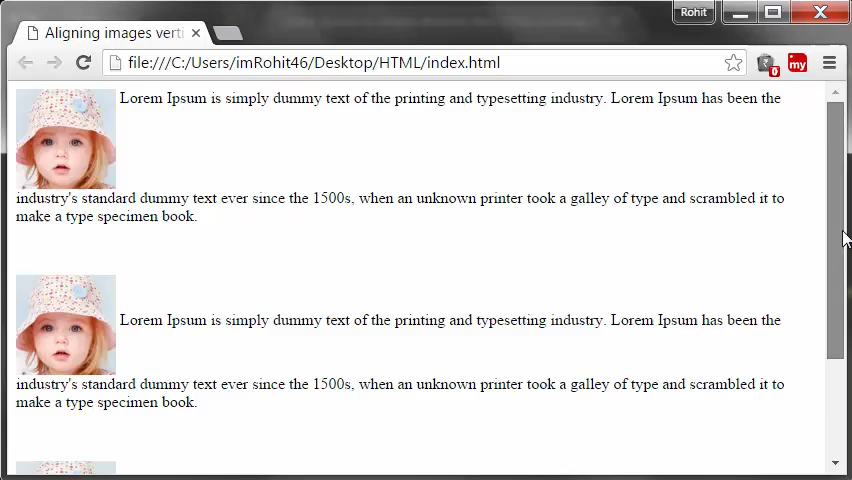 Rohit
Aligning images verti
file:///C:/Users/imRohit46/Desktop/HTML/index.html
0
my
Lorem Ipsum is simply dummy text of the printing and typesetting industry. Lorem Ipsum has been the
industry's standard dummy text ever since the 1500s, when an unknown printer took a galley of type and scrambled it to
make a type specimen book.
Lorem Ipsum is simply dummy text of the printing and typesetting industry. Lorem Ipsum has been the
industry's standard dummy text ever since the 1500s, when an unknown printer took a galley of type and scrambled it to
make a type specimen book.